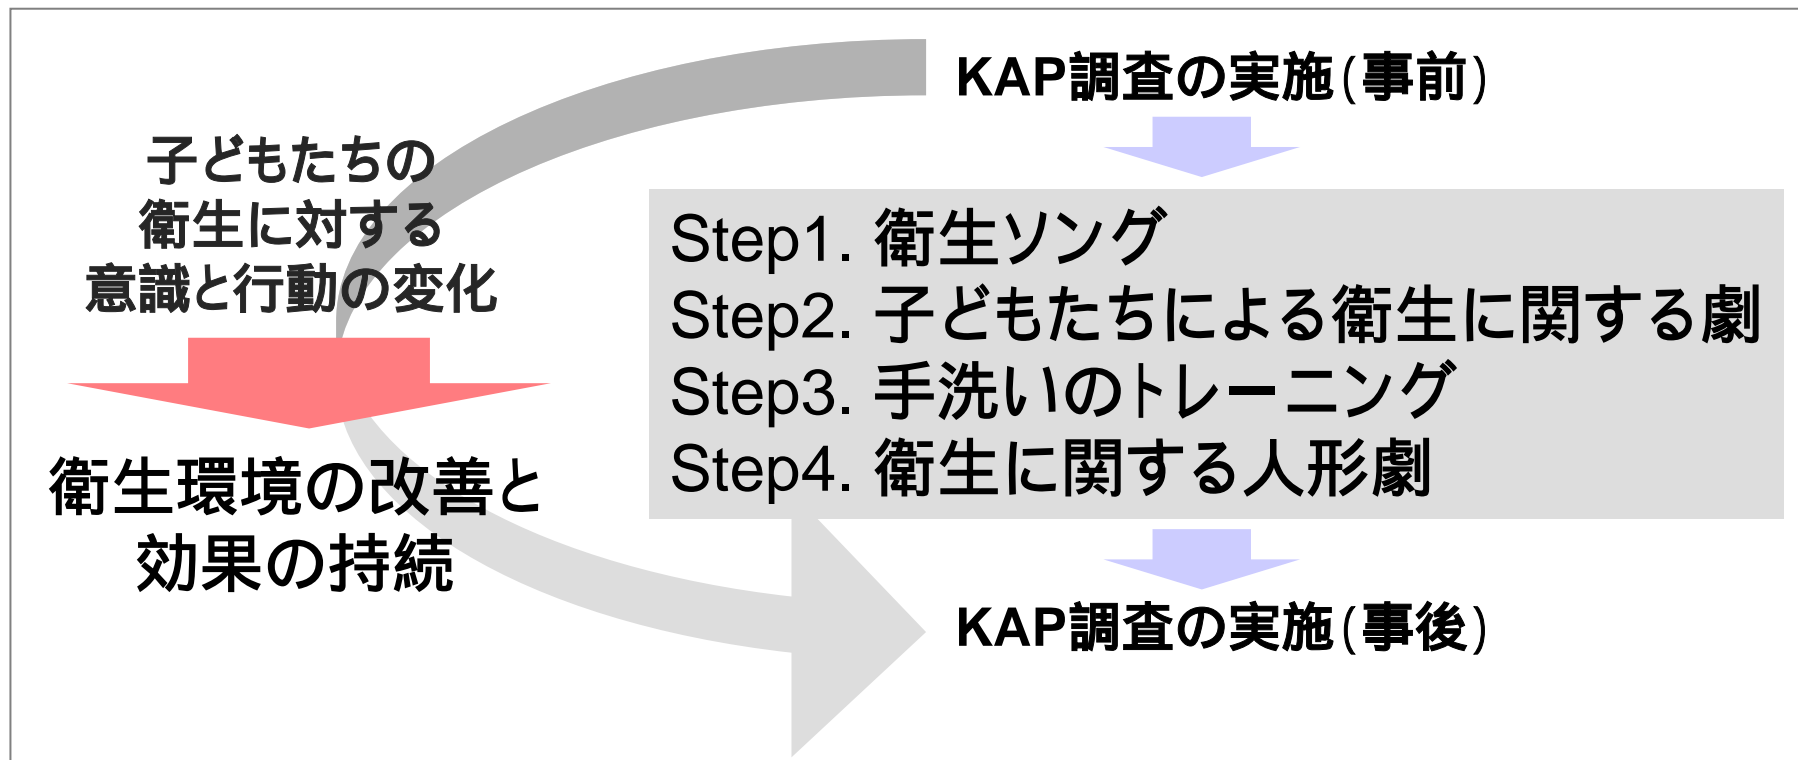 KAP調査の実施(事前)
子どもたちの
衛生に対する
意識と行動の変化
Step1. 衛生ソング
Step2. 子どもたちによる衛生に関する劇
Step3. 手洗いのトレーニング
Step4. 衛生に関する人形劇
衛生環境の改善と
効果の持続
KAP調査の実施(事後)